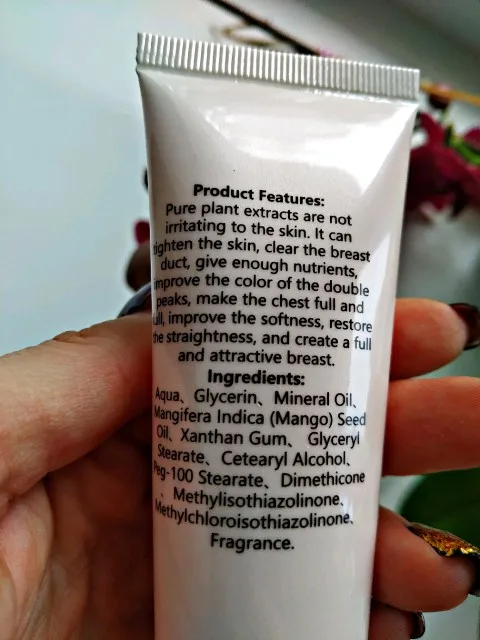 Product Features:
Pure plant extracts are not
irritating to the skin. It can
tighten the skin, clear the breast
duct, give enough nutrients,
improve the color of the double
peaks, make the chest full and
full, improve the softness, restore
the straightness, and create a full
and attractive breast.
Ingredients:
Aqua、Glycerin、Mineral Oil、
Mangifera Indica (Mango) Seed
Oil、Xanthan Gum、 Glyceryl
Stearate、Cetearyl Alcohol、
Peg-100 Stearate、Dimethicone
、Methylisothiazolinone、
Methylchloroisothiazolinone、
Fragrance.